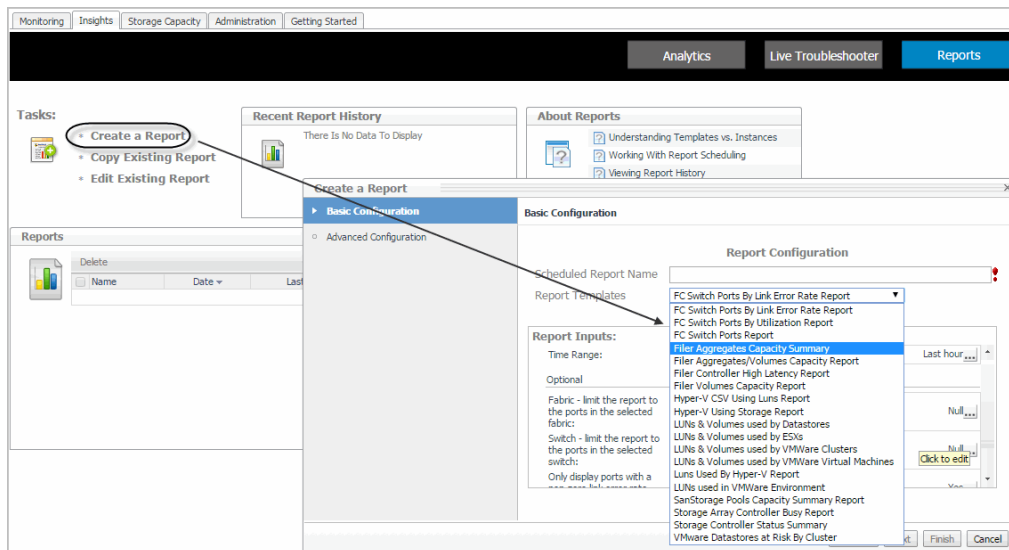 Monitoring Insights Storage Capacity Administration Getting Started
Analytics Live Troubleshooter Reports
Tasks:
Create a Report
Copy Existing Report
Edit Existing Report
Recent Report History
There Is No Data To Display
About Reports
Understanding Templates vs. Instances
Working With Report Scheduling
Viewing Report History
Reports
Delete
Name Date Last
Create a Report
Basic Configuration
Advanced Configuration
Basic Configuration
Report Configuration
Scheduled Report Name
Report Templates FC Switch Ports By Link Error Rate Report
FC Switch Ports By Link Error Rate Report
FC Switch Ports By Utilization Report
FC Switch Ports Report
Filer Aggregates Capacity Summary
Filer Aggregates/Volumes Capacity Report
Filer Controller High Latency Report
Filer Volumes Capacity Report
Hyper-V CSV Using Luns Report
Hyper-V Using Storage Report
LUNs & Volumes used by Datastores
LUNs & Volumes used by ESXs
LUNs & Volumes used by VMWare Clusters
LUNs & Volumes used by VMWare Virtual Machines
Luns Used By Hyper-V Report
LUNs used in VMWare Environment
SanStorage Pools Capacity Summary Report
Storage Array Controller Busy Report
Storage Controller Status Summary
VMware Datastores at Risk By Cluster
Report Inputs:
Time Range: Last hour...
Optional
Fabric - limit the report to
the ports in the selected
fabric:
Null...
Switch - limit the report to
the ports in the selected
switch:
Null...
Click to edit
Only display ports with a
Finish Cancel